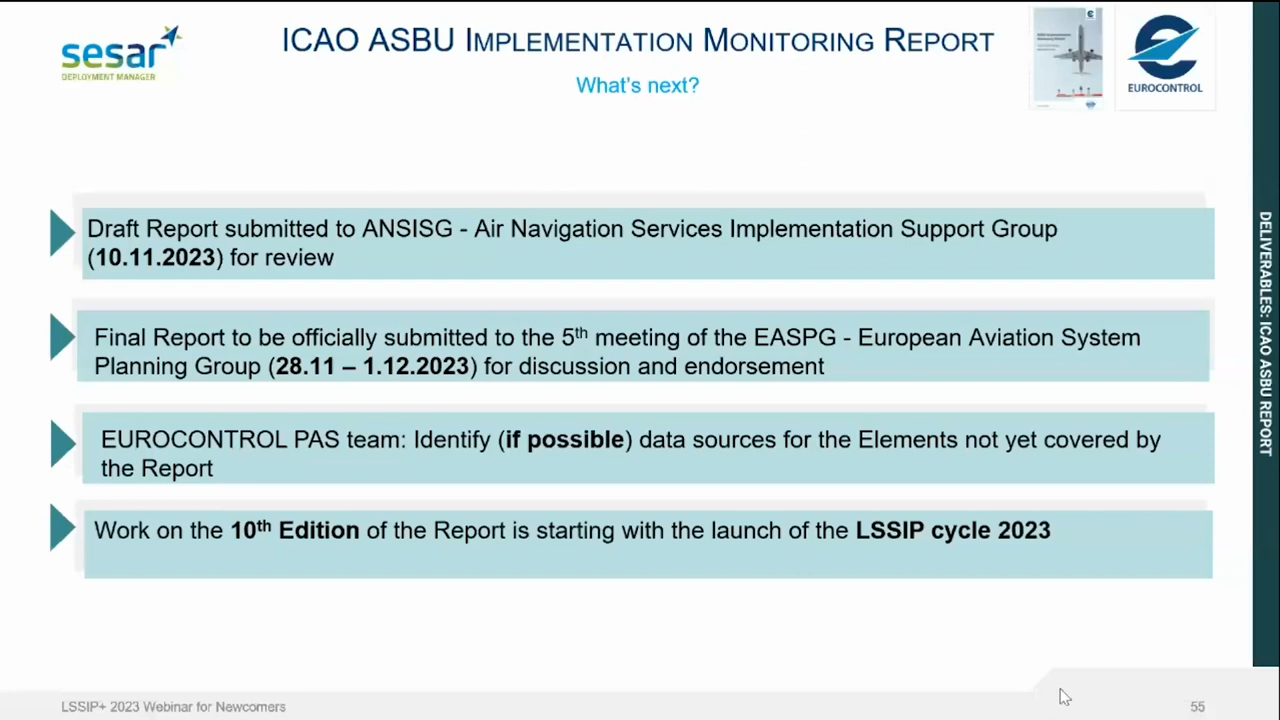 sesar
DEPLOYMENT MANAGER
ICAO ASBU IMPLEMENTATION MONITORING REPORT
What's next?
EUROCONTROL
Draft Report submitted to ANSISG - Air Navigation Services Implementation Support Group
(10.11.2023) for review
Final Report to be officially submitted to the 5th meeting of the EASPG - European Aviation System
Planning Group (28.11 – 1.12.2023) for discussion and endorsement
EUROCONTROL PAS team: Identify (if possible) data sources for the Elements not yet covered by
the Report
Work on the 10th Edition of the Report is starting with the launch of the LSSIP cycle 2023
DELIVERABLES: ICAO ASBU REPORT
LSSIP+ 2023 Webinar for Newcomers
55